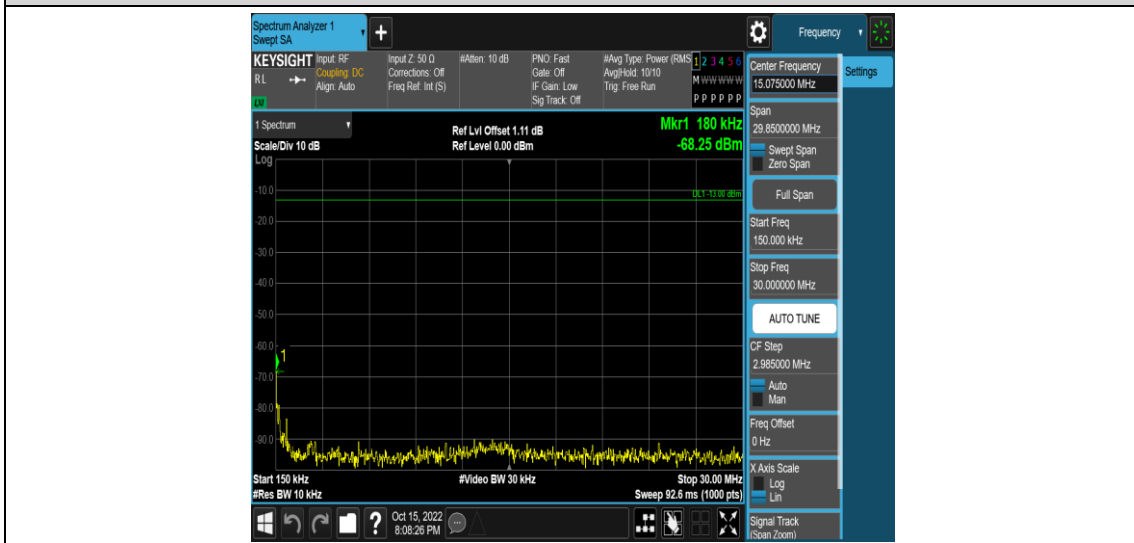 Spectrum Analyzer 1
Swept SA
+
Frequency
KEYSIGHT
RL
Input: RF
Coupling: DC
Align: Auto
Input Z: 50 Ω
Corrections: Off
Freq Ref: Int (S)
#Atten: 10 dB
PNO: Fast
Gate: Off
IF Gain: Low
Sig Track: Off
#Avg Type: Power (RMS
Avg|Hold: 10/10
Trig: Free Run
1 2 3 4 5 6
M W W W W W
P P P P P P
1 Spectrum
Scale/Div 10 dB
Log
Ref Lvl Offset 1.11 dB
Ref Level 0.00 dBm
Mkr1 180 kHz
-68.25 dBm
DL1 -13.00 dBm
-10.0
-20.0
-30.0
-40.0
-50.0
-60.0
1
-70.0
-80.0
-90.0
Start 150 kHz
#Res BW 10 kHz
#Video BW 30 kHz
Stop 30.00 MHz
Sweep 92.6 ms (1000 pts)
Center Frequency
15.075000 MHz
Settings
Span
29.8500000 MHz
Swept Span
Zero Span
Full Span
Start Freq
150.000 kHz
Stop Freq
30.000000 MHz
AUTO TUNE
CF Step
2.985000 MHz
Auto
Man
Freq Offset
0 Hz
X Axis Scale
Log
Lin
Signal Track
(Span Zoom)
?
Oct 15, 2022
8:08:26 PM